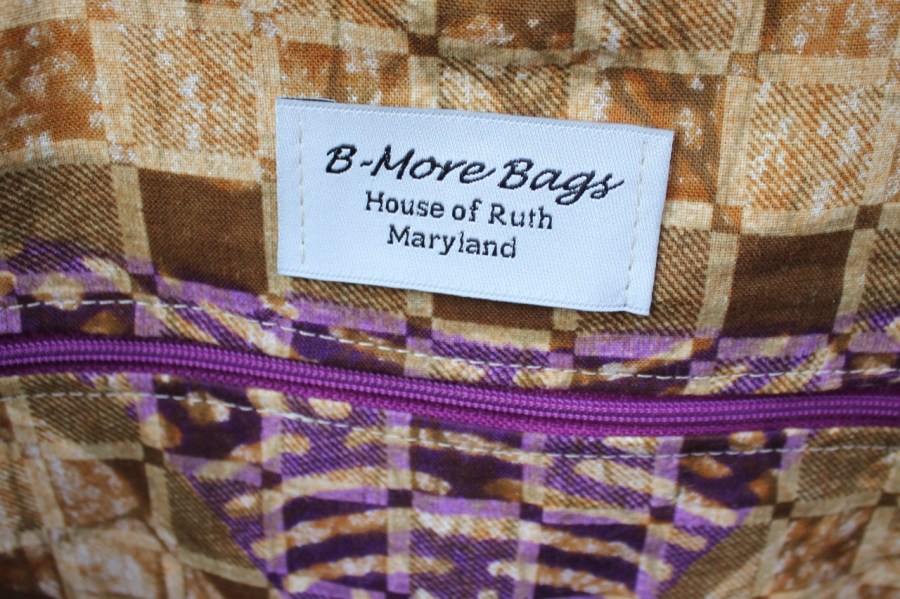 B-More Bags
House of Ruth
Maryland